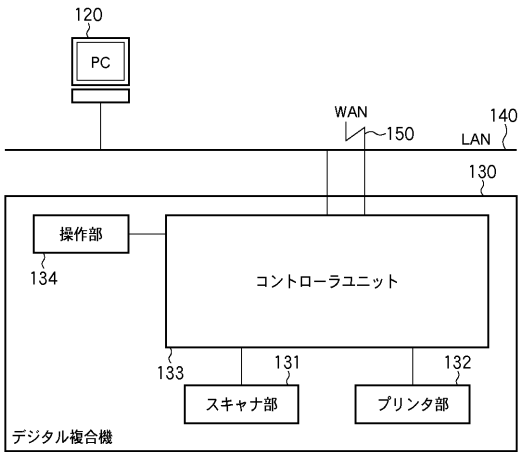 120
PC
WAN
150
LAN
140
130
操作部
134
コントローラユニット
133
131
132
スキャナ部
プリンタ部
デジタル複合機